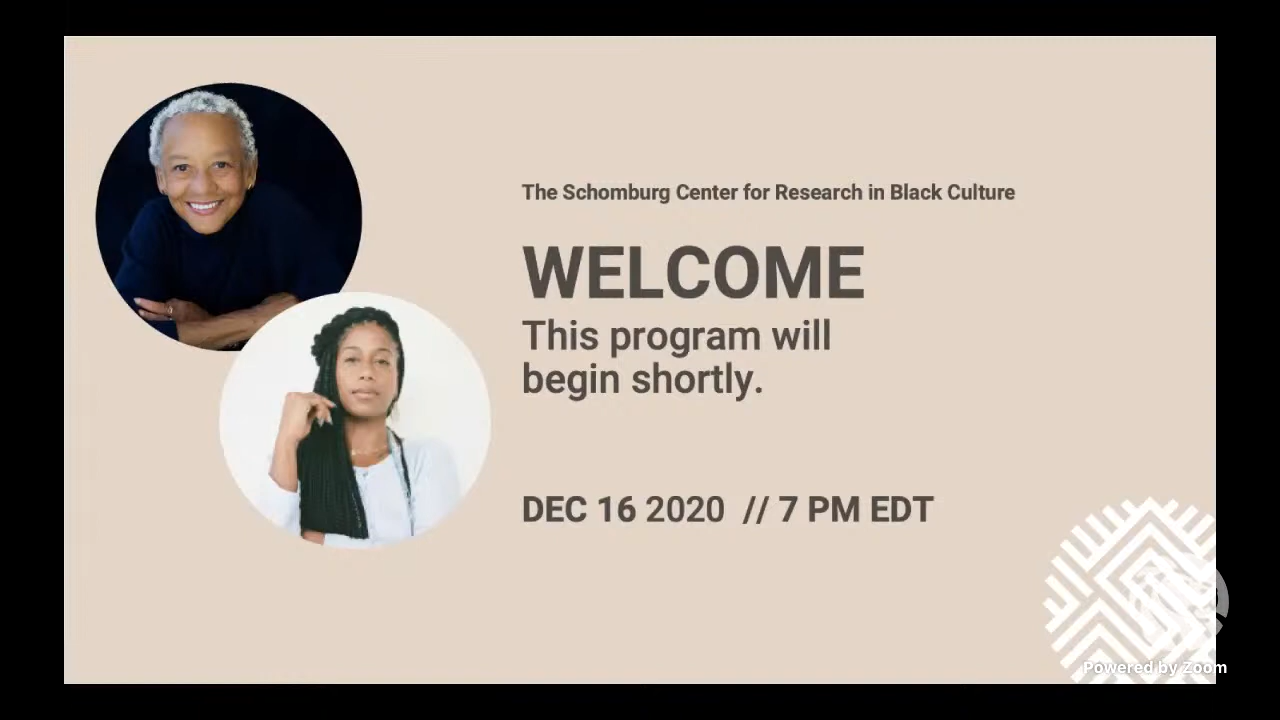 The Schomburg Center for Research in Black Culture
WELCOME
This program will
begin shortly.
DEC 16 2020 // 7 PM EDT
Powered by Zoom